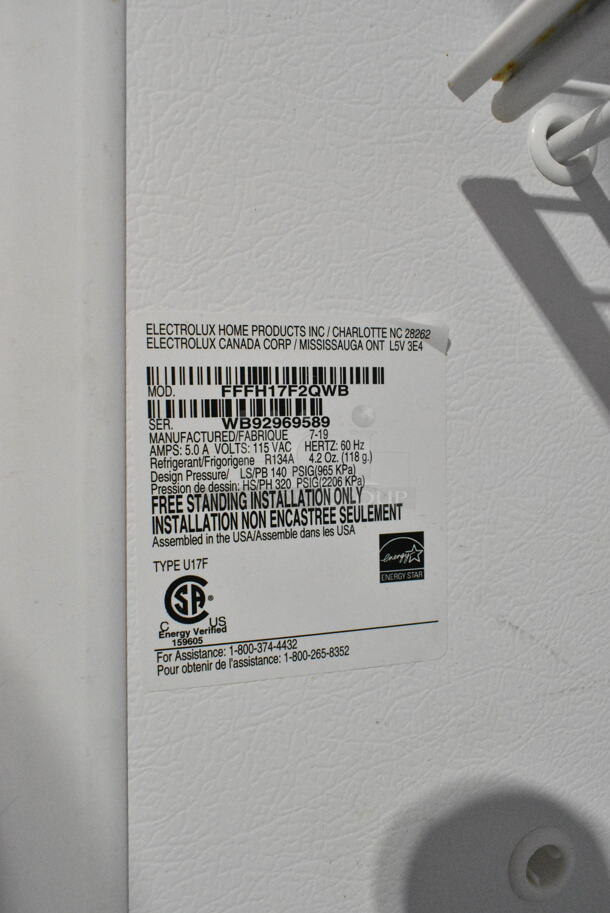 ELECTROLUX HOME PRODUCTS INC / CHARLOTTE NC 28262
ELECTROLUX CANADA CORP / MISSISSAUGA ONT L5V 3E4
MOD. FFFH17F2QWB
SER. WB92969589
MANUFACTURED/FABRIQUE 7-19
AMPS: 5.0 A VOLTS: 115 VAC HERTZ: 60 Hz
Refrigerant/Frigorigene R134A 4.2 Oz. (118 g.)
Design Pressure/ LS/PB 140 PSIG(965 KPa)
Pression de dessin: HS/PH 320 PSIG(2206 KPa)
FREE STANDING INSTALLATION ONLY
INSTALLATION NON ENCASTREE SEULEMENT
Assembled in the USA/Assemble dans les USA
TYPE U17F
energy
ENERGY STAR
CSA®
C US
Energy Verified
159605
For Assistance: 1-800-374-4432
Pour obtenir de l'assistance: 1-800-265-8352